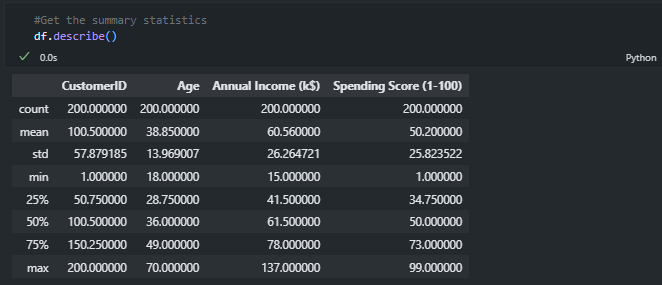 #Get the summary statistics
df.describe()
0.0s Python
CustomerID Age Annual Income (k$) Spending Score (1-100)
count 200.000000 200.000000 200.000000 200.000000
mean 100.500000 38.850000 60.560000 50.200000
std 57.879185 13.969007 26.264721 25.823522
min 1.000000 18.000000 15.000000 1.000000
25% 50.750000 28.750000 41.500000 34.750000
50% 100.500000 36.000000 61.500000 50.000000
75% 150.250000 49.000000 78.000000 73.000000
max 200.000000 70.000000 137.000000 99.000000